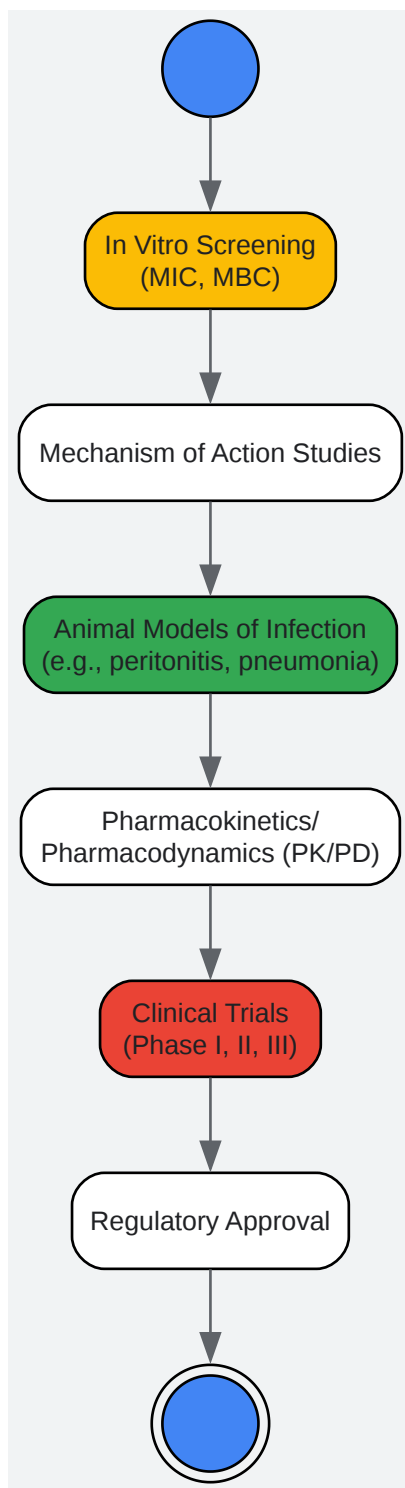 In Vitro Screening
(MIC, MBC)
Mechanism of Action Studies
Animal Models of Infection
(e.g., peritonitis, pneumonia)
Pharmacokinetics/
Pharmacodynamics (PK/PD)
Clinical Trials
(Phase I, II, III)
Regulatory Approval